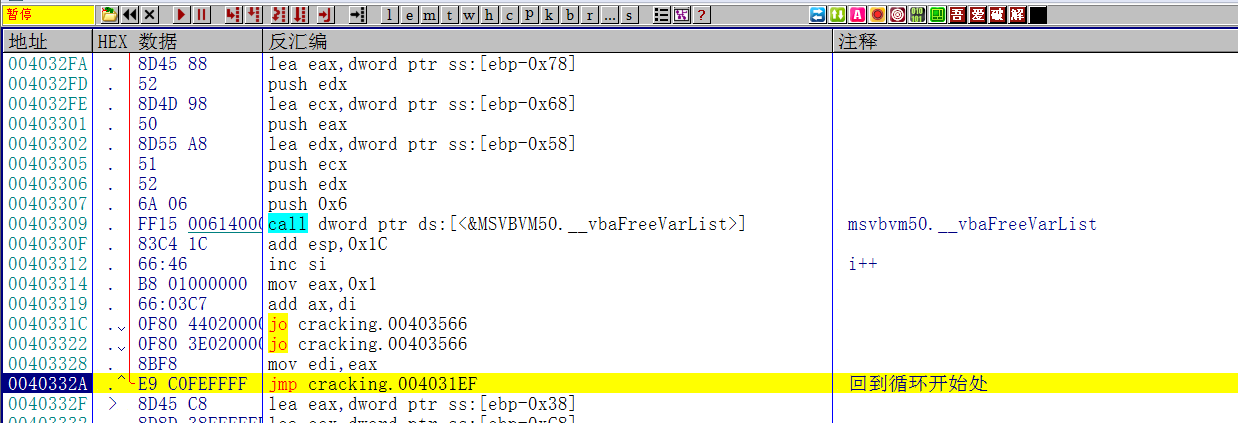 暂停 l e m t w h c p k b r ... s ? A 吾 爱 破 解
地址 HEX 数据 反汇编 注释
004032FA . 8D45 88 lea eax,dword ptr ss:[ebp-0x78]
004032FD . 52 push edx
004032FE . 8D4D 98 lea ecx,dword ptr ss:[ebp-0x68]
00403301 . 50 push eax
00403302 . 8D55 A8 lea edx,dword ptr ss:[ebp-0x58]
00403305 . 51 push ecx
00403306 . 52 push edx
00403307 . 6A 06 push 0x6
00403309 . FF15 00614000 call dword ptr ds:[<&MSVBVM50.__vbaFreeVarList>] msvbvm50.__vbaFreeVarList
0040330F . 83C4 1C add esp,0x1C
00403312 . 66:46 inc si i++
00403314 . B8 01000000 mov eax,0x1
00403319 . 66:03C7 add ax,di
0040331C . 0F80 44020000 jo cracking.00403566
00403322 . 0F80 3E020000 jo cracking.00403566
00403328 . 8BF8 mov edi,eax
0040332A . E9 C0FEFFFF jmp cracking.004031EF 回到循环开始处
0040332F > 8D45 C8 lea eax,dword ptr ss:[ebp-0x38]